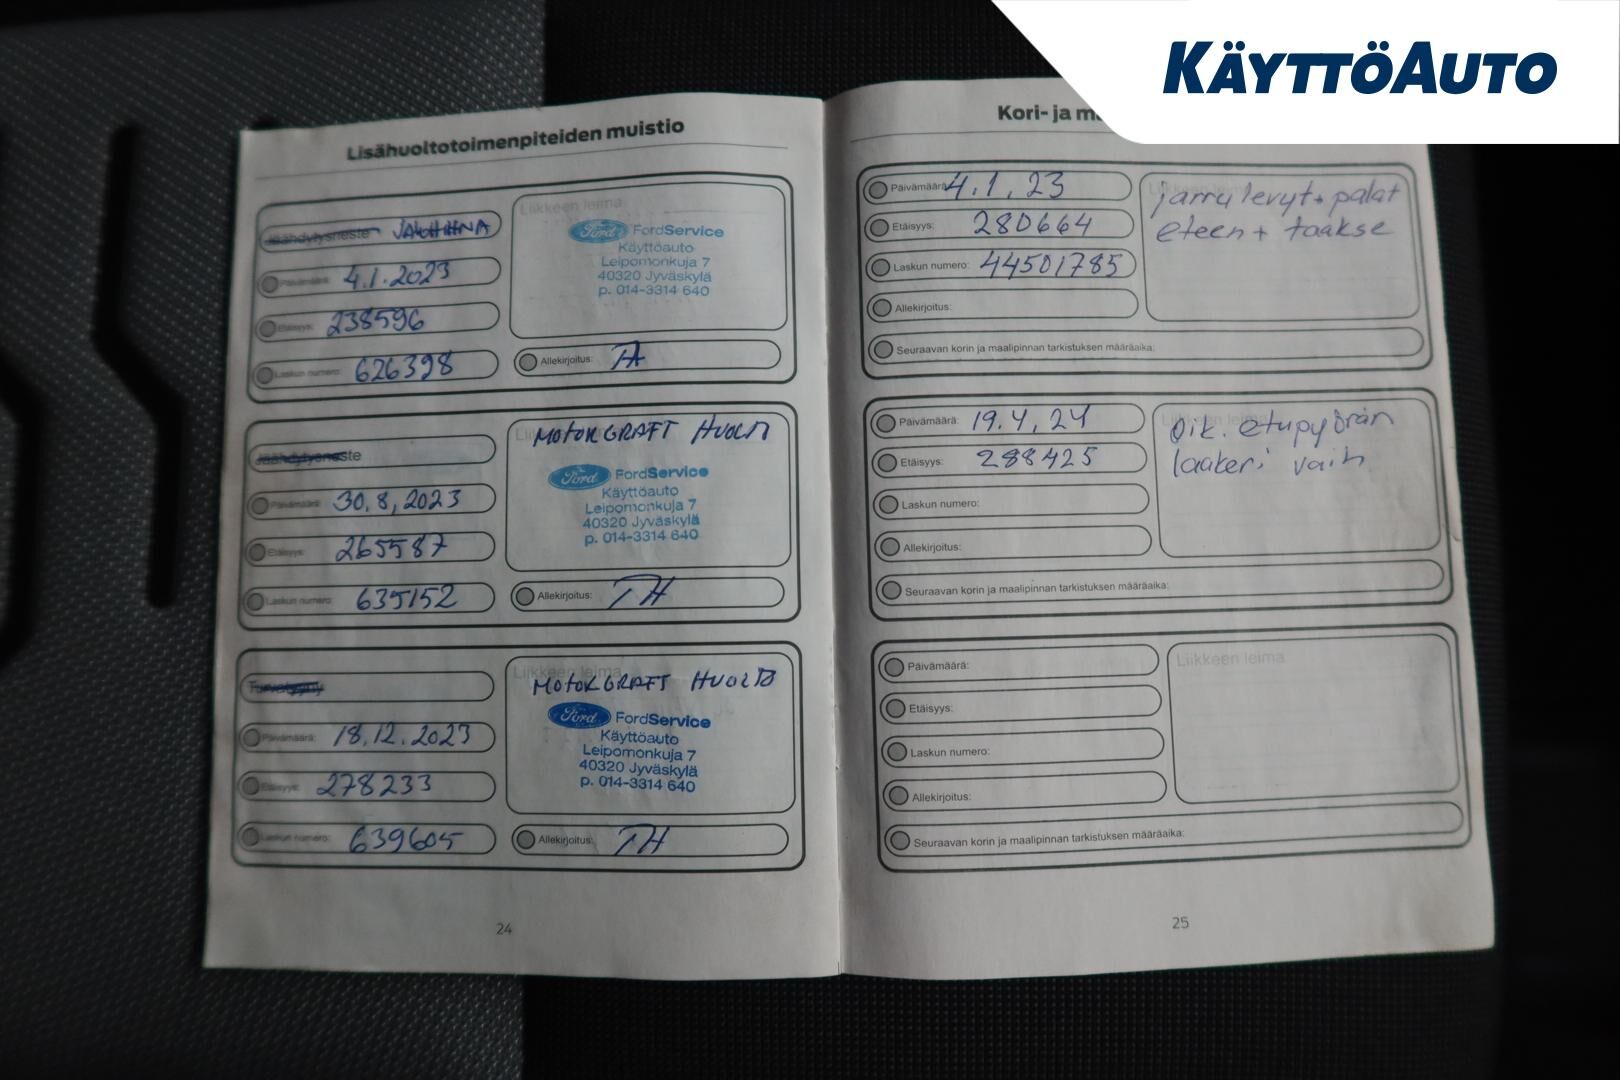 KÄYTTÖAUTO
Lisähuoltotoimenpiteiden muistio
Jäähdytysneste
Päivämäärä: 4.1.2023
Etäisyys: 238596
Laskun numero: 626398
Liikkeen leima
Ford FordService
Käyttöauto
Leipomonkuja 7
40320 Jyväskylä
p. 014-3314 640
Allekirjoitus:
Jäähdytysneste
Päivämäärä: 30.8.2023
Etäisyys: 265587
Laskun numero: 635152
MOTORCRAFT HUOLTO
Ford FordService
Käyttöauto
Leipomonkuja 7
40320 Jyväskylä
p. 014-3314 640
Allekirjoitus: TH
Päivämäärä: 18.12.2023
Etäisyys: 278233
Laskun numero: 639605
Liikkeen leima
MOTORCRAFT HUOLTO
Ford FordService
Käyttöauto
Leipomonkuja 7
40320 Jyväskylä
p. 014-3314 640
Allekirjoitus: TH
24
Kori- ja
Päivämäärä: 4.1.23
Etäisyys: 280664
Laskun numero: 44501785
Allekirjoitus:
Seuraavan korin ja maalipinnan tarkistuksen määräaika:
jarrulevyt + palat
eteen + taakse
Päivämäärä: 19.4.24
Etäisyys: 288425
Laskun numero:
Allekirjoitus:
Seuraavan korin ja maalipinnan tarkistuksen määräaika:
Oik. etupyörän
laakeri vaih
Päivämäärä:
Etäisyys:
Laskun numero:
Allekirjoitus:
Seuraavan korin ja maalipinnan tarkistuksen määräaika:
Liikkeen leima
25